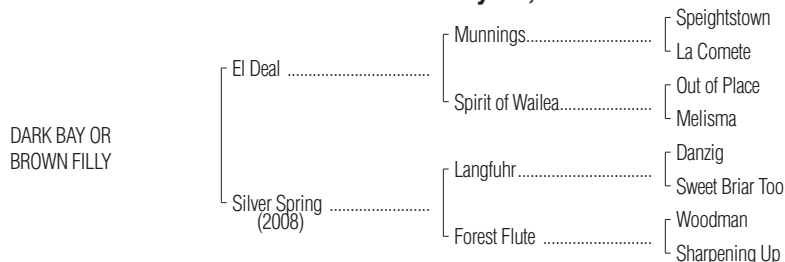 Speightstown
Munnings
La Comete
El Deal
Out of Place
Spirit of Wailea
Melisma
DARK BAY OR
BROWN FILLY
Danzig
Langfuhr
Sweet Briar Too
Silver Spring
(2008)
Woodman
Forest Flute
Sharpening Up